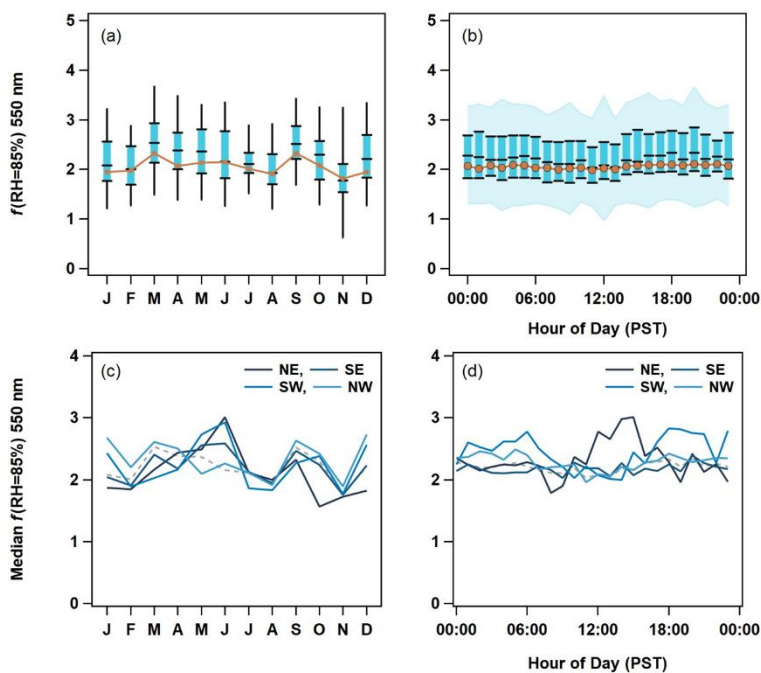 f(RH=85%) 550 nm
(a)
5
4
3
2
1
0
J F M A M J J A S O N D
(b)
5
4
3
2
1
0
00:00 06:00 12:00 18:00 00:00
Hour of Day (PST)
Median f(RH=85%) 550 nm
(c)
NE, SE
SW, NW
4
3
2
1
0
J F M A M J J A S O N D
(d)
NE, SE
SW, NW
4
3
2
1
0
00:00 06:00 12:00 18:00 00:00
Hour of Day (PST)